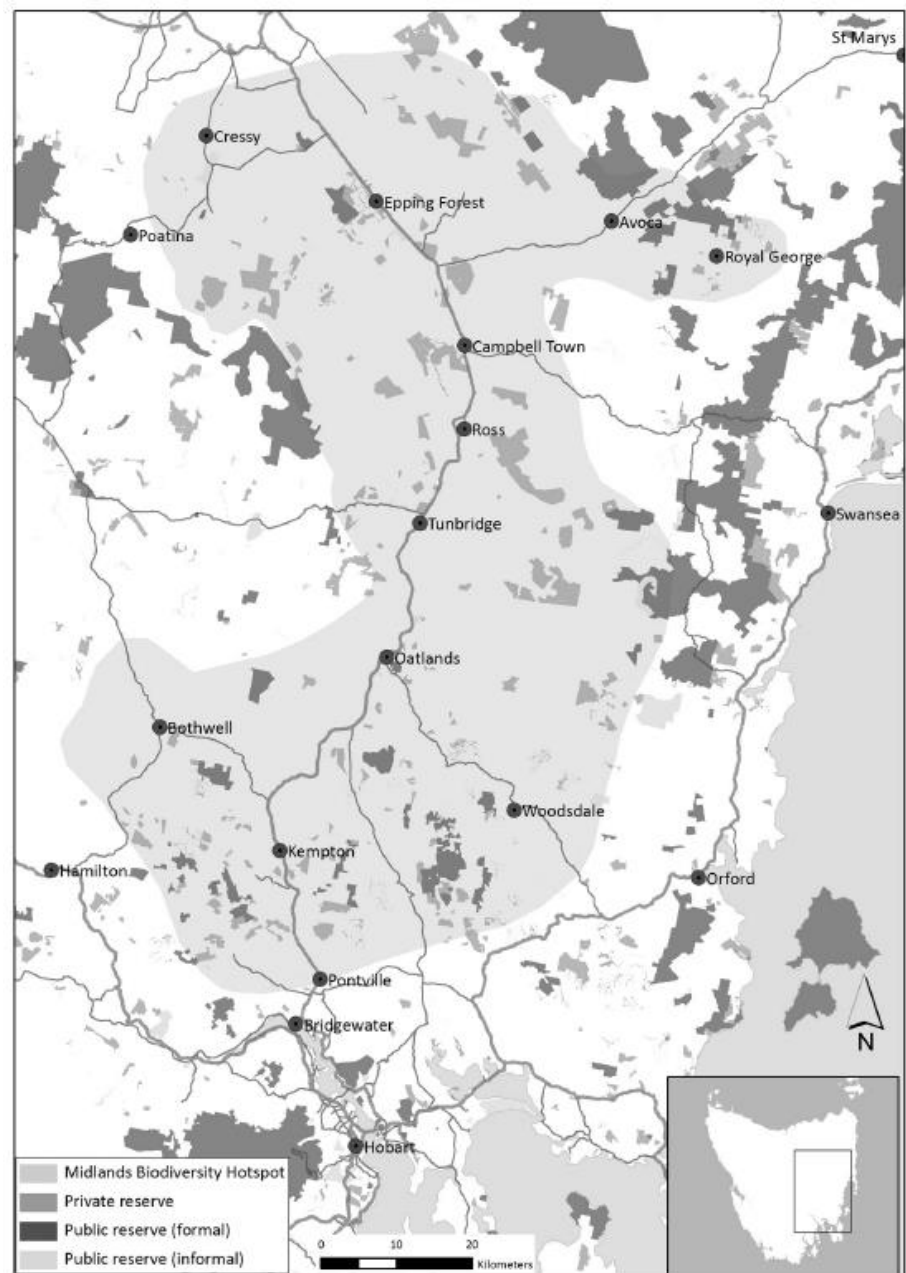 St Marys
Cressy
Epping Forest
Avoca
Poatina
Royal George
Campbell Town
Ross
Swansea
Tunbridge
Oatlands
Bothwell
Woodsdale
Kempton
Hamilton
Orford
Pontville
N
Bridgewater
Hobart
Midlands Biodiversity Hotspot
Private reserve
Public reserve (formal)
Public reserve (informal)
0 10 20
Kilometers